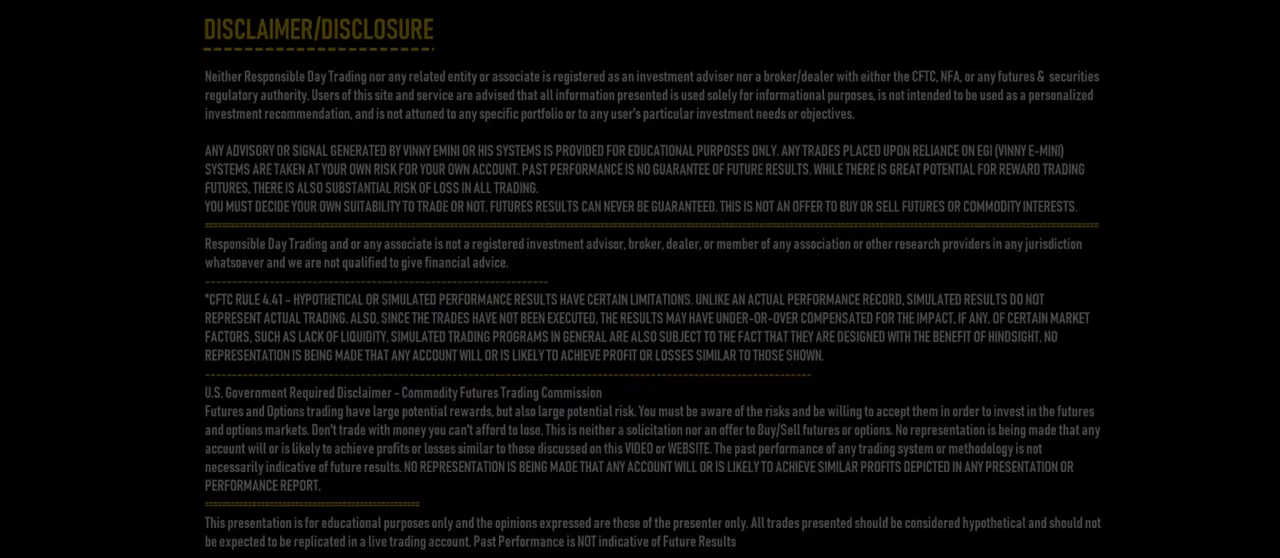 DISCLAIMER/DISCLOSURE
Neither Responsible Day Trading nor any related entity or associate is registered as an investment adviser nor a broker/dealer with either the CFTC, NFA, or any futures & securities
regulatory authority. Users of this site and service are advised that all information presented is used solely for informational purposes, is not intended to be used as a personalized
investment recommendation, and is not attuned to any specific portfolio or to any user's particular investment needs or objectives.
ANY ADVISORY OR SIGNAL GENERATED BY VINNY EMINI OR HIS SYSTEMS IS PROVIDED FOR EDUCATIONAL PURPOSES ONLY. ANY TRADES PLACED UPON RELIANCE ON EGI (VINNY E-MINI)
SYSTEMS ARE TAKEN AT YOUR OWN RISK FOR YOUR OWN ACCOUNT. PAST PERFORMANCE IS NO GUARANTEE OF FUTURE RESULTS. WHILE THERE IS GREAT POTENTIAL FOR REWARD TRADING
FUTURES, THERE IS ALSO SUBSTANTIAL RISK OF LOSS IN ALL TRADING.
YOU MUST DECIDE YOUR OWN SUITABILITY TO TRADE OR NOT. FUTURES RESULTS CAN NEVER BE GUARANTEED. THIS IS NOT AN OFFER TO BUY OR SELL FUTURES OR COMMODITY INTERESTS.
Responsible Day Trading and or any associate is not a registered investment advisor, broker, dealer, or member of any association or other research providers in any jurisdiction
whatsoever and we are not qualified to give financial advice.
*CFTC RULE 4.41 - HYPOTHETICAL OR SIMULATED PERFORMANCE RESULTS HAVE CERTAIN LIMITATIONS. UNLIKE AN ACTUAL PERFORMANCE RECORD, SIMULATED RESULTS DO NOT
REPRESENT ACTUAL TRADING. ALSO, SINCE THE TRADES HAVE NOT BEEN EXECUTED, THE RESULTS MAY HAVE UNDER-OR-OVER COMPENSATED FOR THE IMPACT, IF ANY, OF CERTAIN MARKET
FACTORS, SUCH AS LACK OF LIQUIDITY. SIMULATED TRADING PROGRAMS IN GENERAL ARE ALSO SUBJECT TO THE FACT THAT THEY ARE DESIGNED WITH THE BENEFIT OF HINDSIGHT. NO
REPRESENTATION IS BEING MADE THAT ANY ACCOUNT WILL OR IS LIKELY TO ACHIEVE PROFIT OR LOSSES SIMILAR TO THOSE SHOWN.
U.S. Government Required Disclaimer - Commodity Futures Trading Commission
Futures and Options trading have large potential rewards, but also large potential risk. You must be aware of the risks and be willing to accept them in order to invest in the futures
and options markets. Don't trade with money you can't afford to lose. This is neither a solicitation nor an offer to Buy/Sell futures or options. No representation is being made that any
account will or is likely to achieve profits or losses similar to those discussed on this VIDEO or WEBSITE. The past performance of any trading system or methodology is not
necessarily indicative of future results. NO REPRESENTATION IS BEING MADE THAT ANY ACCOUNT WILL OR IS LIKELY TO ACHIEVE SIMILAR PROFITS DEPICTED IN ANY PRESENTATION OR
PERFORMANCE REPORT.
This presentation is for educational purposes only and the opinions expressed are those of the presenter only. All trades presented should be considered hypothetical and should not
be expected to be replicated in a live trading account. Past Performance is NOT indicative of Future Results